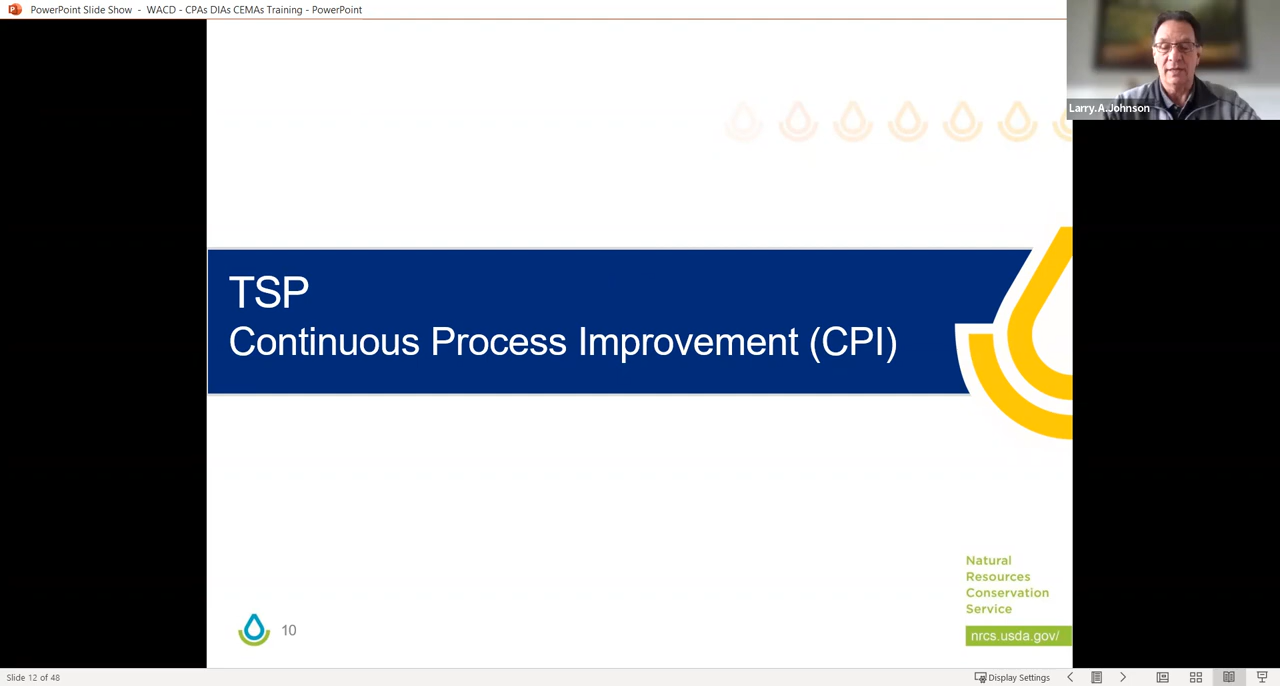 PowerPoint Slide Show - WACD - CPAs DIAs CEMAs Training - PowerPoint
Larry.A.Johnson
TSP
Continuous Process Improvement (CPI)
Natural
Resources
Conservation
Service
nrcs.usda.gov/
10
Slide 12 of 48
Display Settings